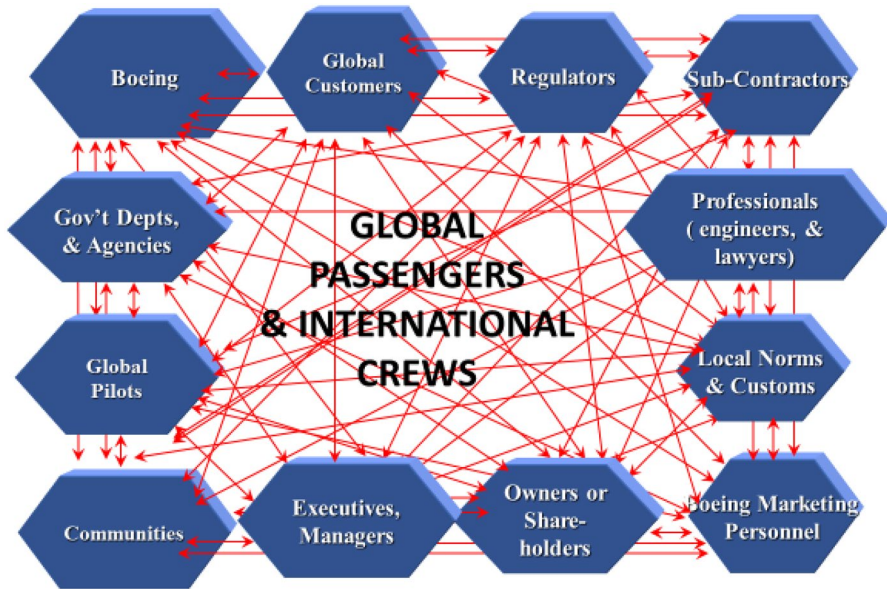 Boeing
Global
Customers
Regulators
Sub-Contractors
Gov't Depts,
& Agencies
GLOBAL
PASSENGERS
& INTERNATIONAL
CREWS
Professionals
( engineers, &
lawyers)
Global
Pilots
Local Norms
& Customs
Communities
Executives,
Managers
Owners or
Share-
holders
Boeing Marketing
Personnel